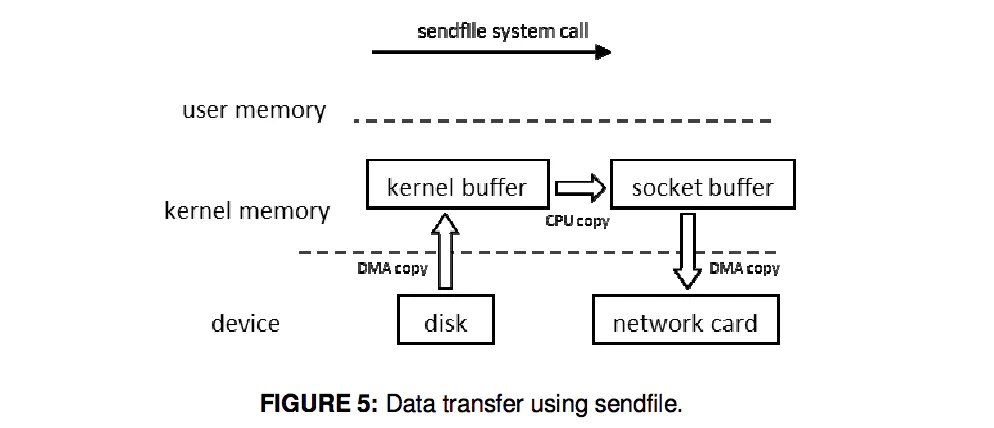 sendfile system call
user memory
kernel buffer
socket buffer
kernel memory
CPU copy
DMA copy
DMA copy
device
disk
network card
FIGURE 5: Data transfer using sendfile.